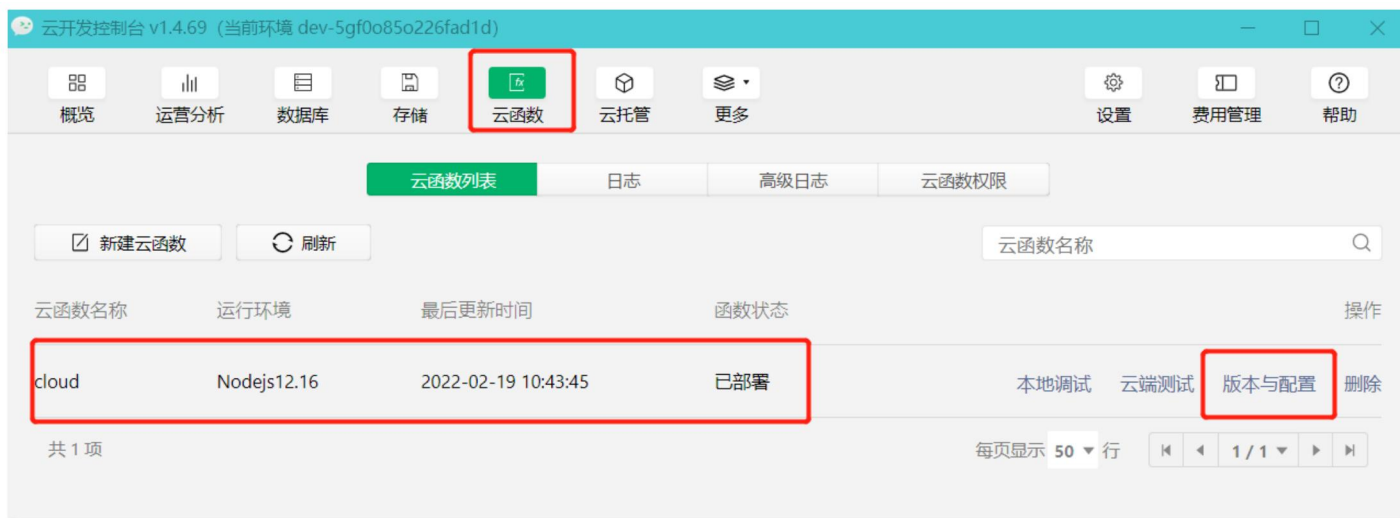 云开发控制台 v1.4.69 (当前环境 dev-5gf0o85o226fad1d)
概览 运营分析 数据库 存储 云函数 云托管 更多 设置 费用管理 帮助
云函数列表 日志 高级日志 云函数权限
新建云函数 刷新 云函数名称
云函数名称 运行环境 最后更新时间 函数状态 操作
cloud Nodejs12.16 2022-02-19 10:43:45 已部署 本地调试 云端测试 版本与配置 删除
共 1 项 每页显示 50 行 1 / 1